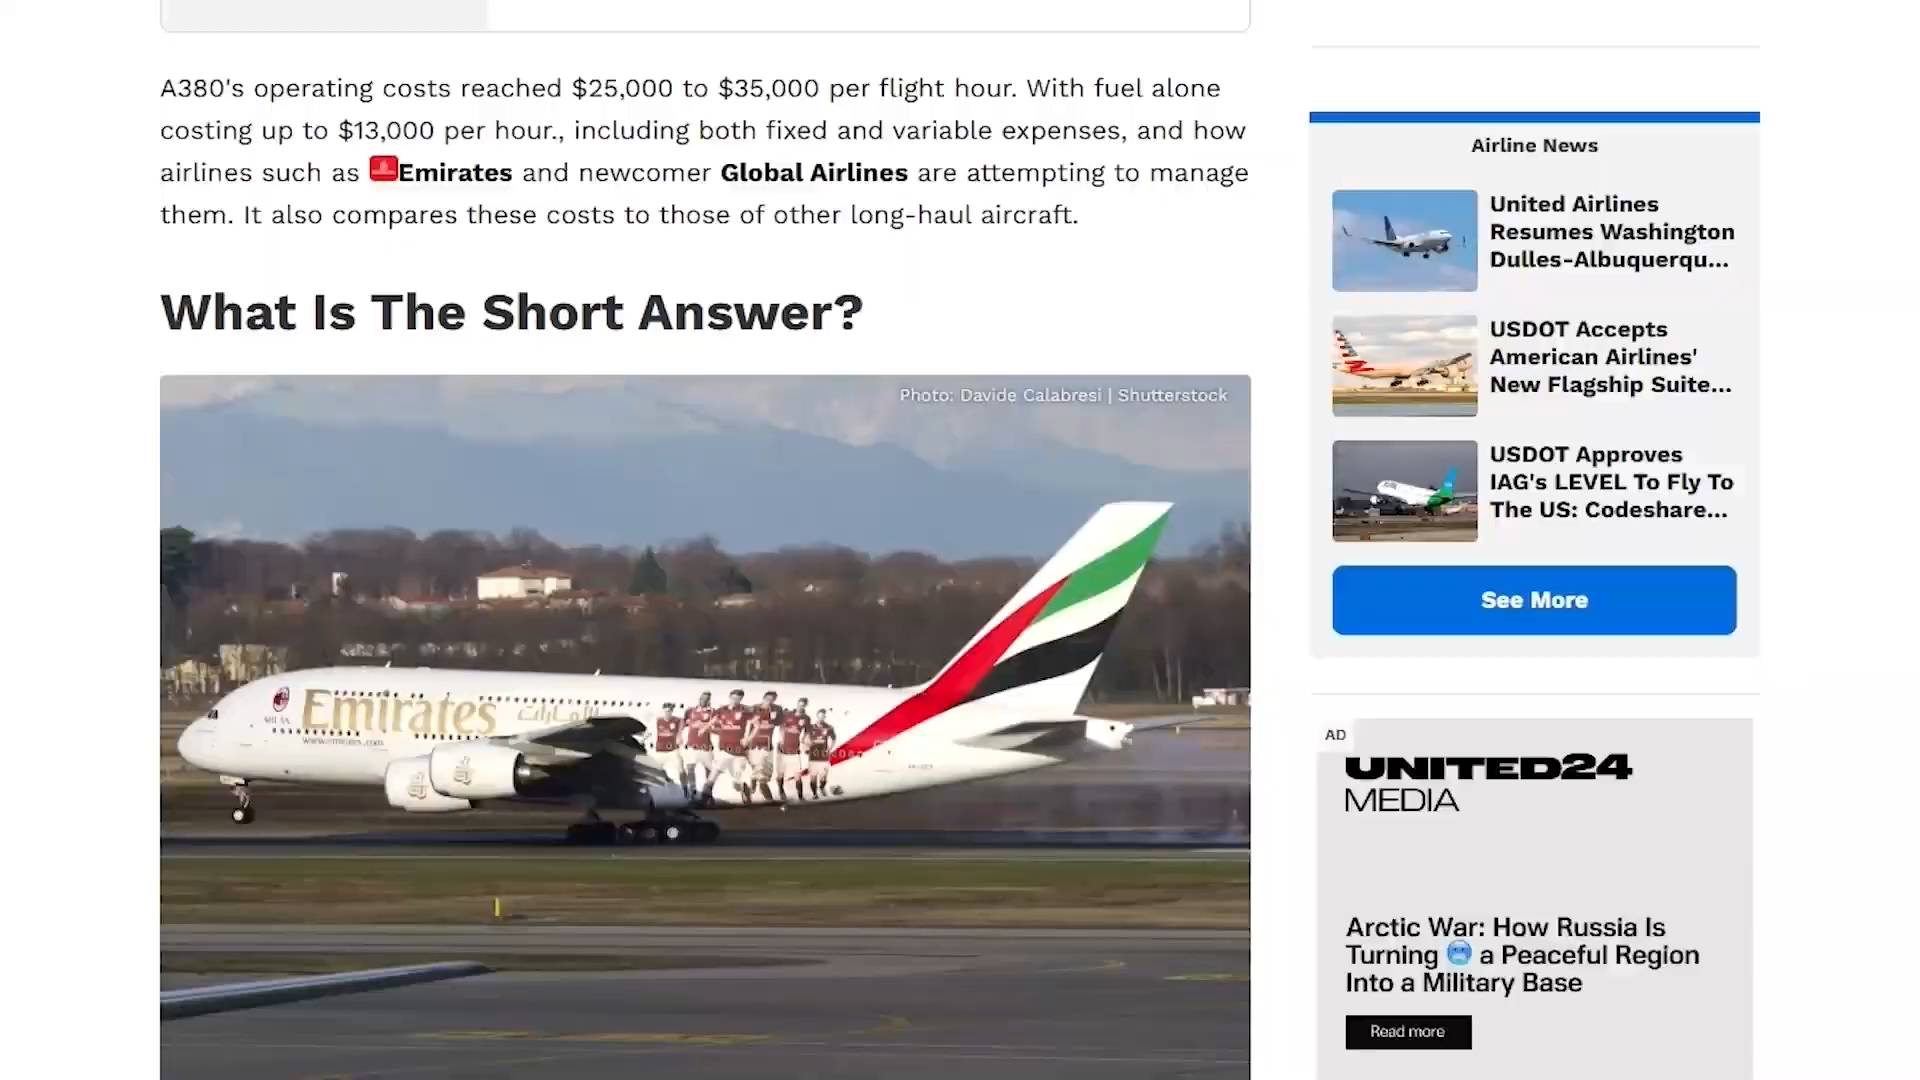 A380's operating costs reached $25,000 to $35,000 per flight hour. With fuel alone
costing up to $13,000 per hour., including both fixed and variable expenses, and how
airlines such as Emirates and newcomer Global Airlines are attempting to manage
them. It also compares these costs to those of other long-haul aircraft.
What Is The Short Answer?
Photo: Davide Calabresi | Shutterstock
Emirates
الإمارات
www.emirates.com
Airline News
United Airlines
Resumes Washington
Dulles-Albuquerqu...
USDOT Accepts
American Airlines'
New Flagship Suite...
USDOT Approves
IAG's LEVEL To Fly To
The US: Codeshare...
See More
AD
UNITED24
MEDIA
Arctic War: How Russia Is
Turning 🥶 a Peaceful Region
Into a Military Base
Read more